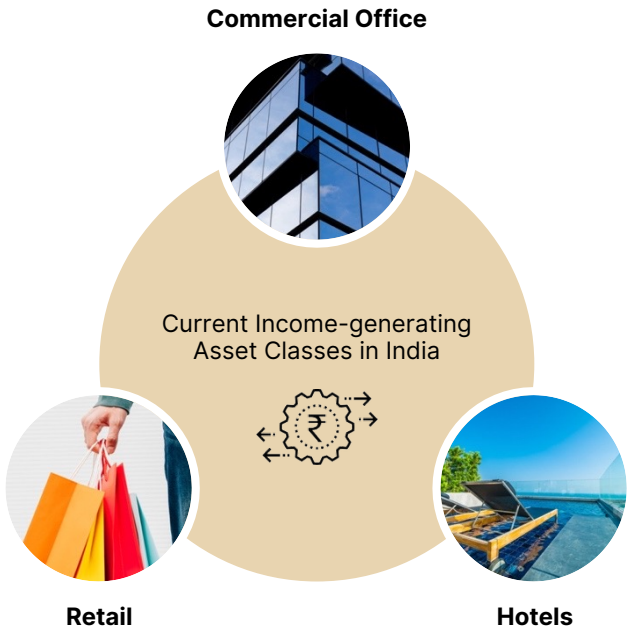 Commercial Office
Current Income-generating
Asset Classes in India
₹
Retail
Hotels